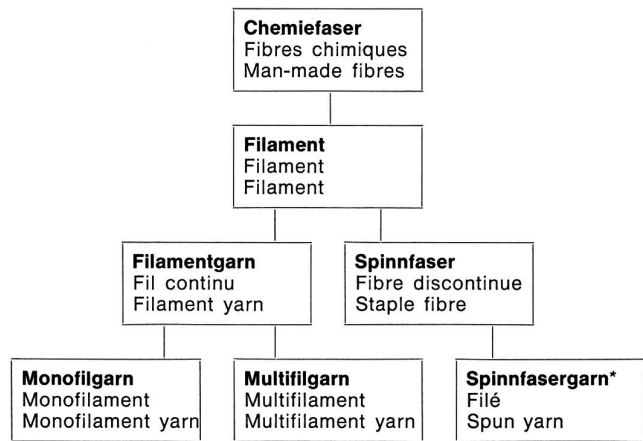 Chemiefaser
Fibres chimiques
Man-made fibres
Filament
Filament
Filament
Filamentgarn
Fil continu
Filament yarn
Spinnfaser
Fibre discontinue
Staple fibre
Monofilgarn
Monofilament
Monofilament yarn
Multifilgarn
Multifilament
Multifilament yarn
Spinnfasergarn*
Filé
Spun yarn